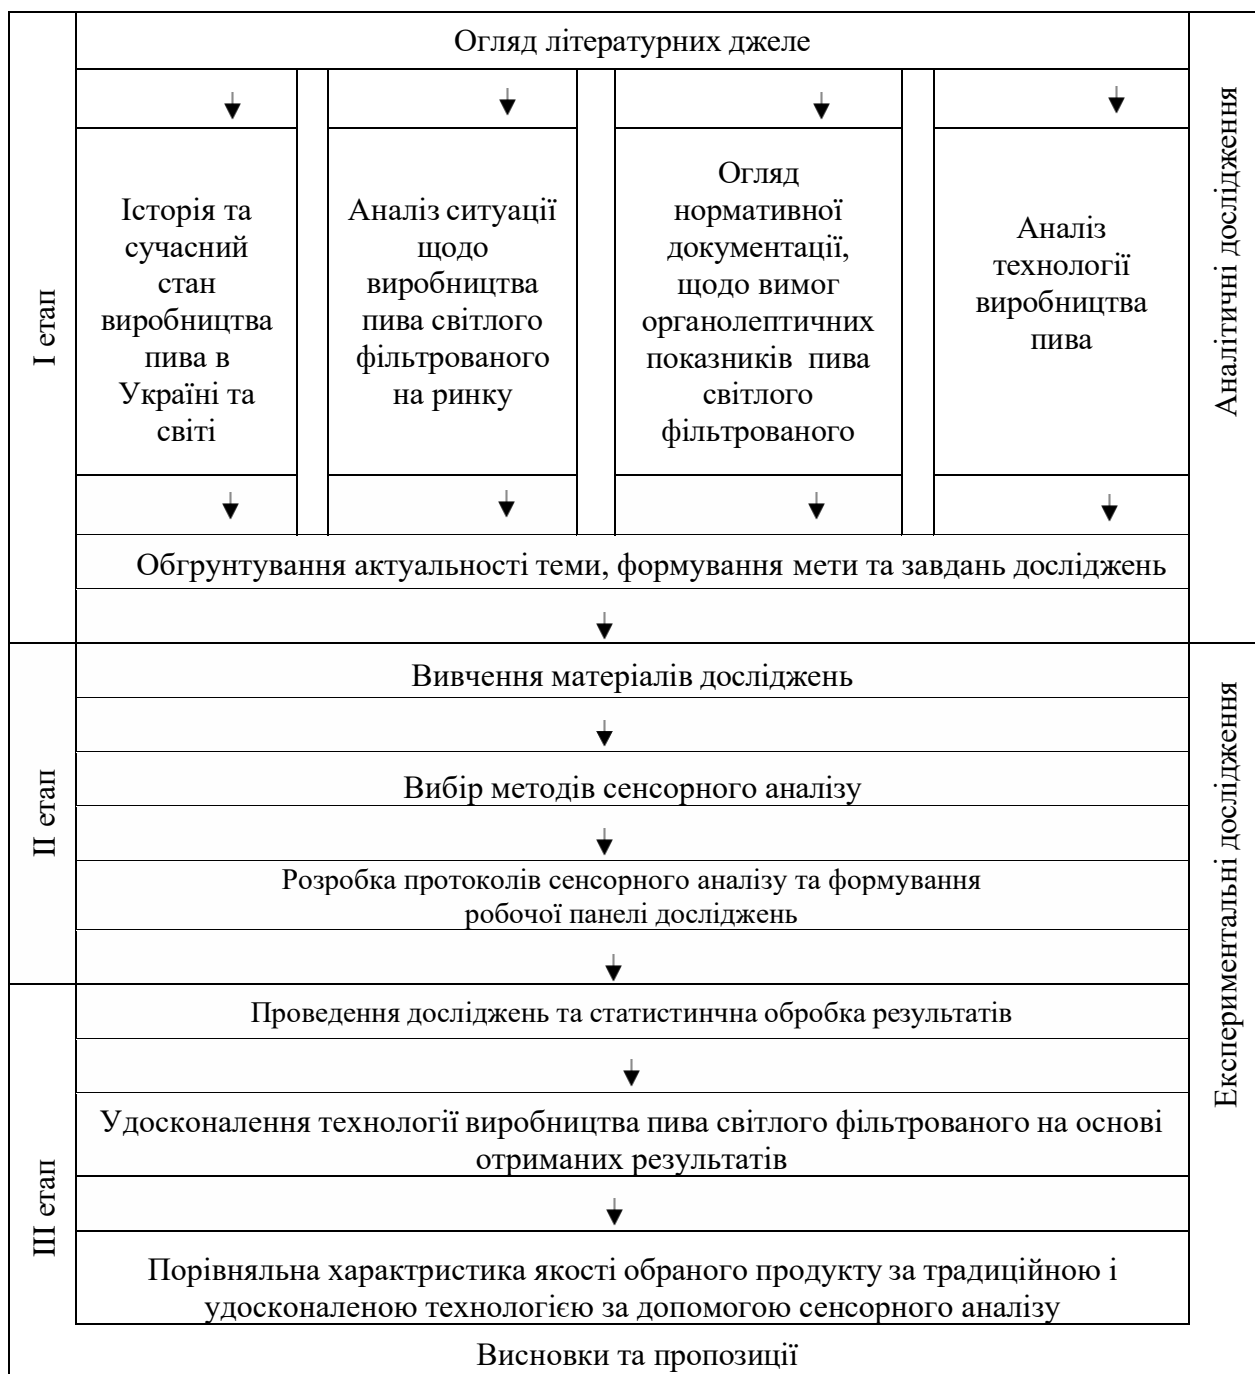 Огляд літературних джеле
І етап
Історія та
сучасний
стан
виробництва
пива в
Україні та
світі
Аналіз ситуації
щодо
виробництва
пива світлого
фільтрованого
на ринку
Огляд
нормативної
документації,
щодо вимог
органолептичних
показників пива
світлого
фільтрованого
Аналіз
технології
виробництва
пива
Аналітичні дослідження
Обгрунтування актуальності теми, формування мети та завдань досліджень
ІІ етап
Вивчення матеріалів досліджень
Вибір методів сенсорного аналізу
Розробка протоколів сенсорного аналізу та формування
робочої панелі досліджень
Експериментальні дослідження
ІІІ етап
Проведення досліджень та статистинчна обробка результатів
Удосконалення технології виробництва пива світлого фільтрованого на основі
отриманих результатів
Порівняльна характристика якості обраного продукту за традиційною і
удосконаленою технологією за допомогою сенсорного аналізу
Висновки та пропозиції